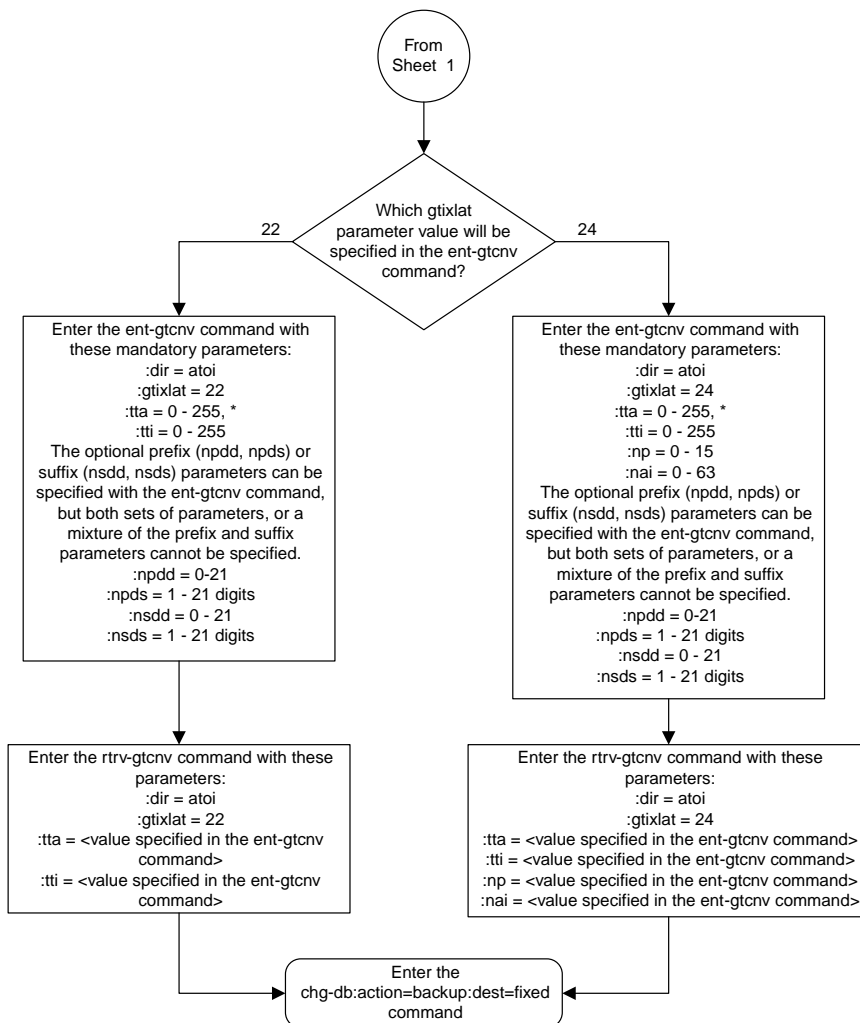 From
Sheet 1
Which gtixlat
parameter value will be
specified in the ent-gtcnv
command?
22
24
Enter the ent-gtcnv command with
these mandatory parameters:
:dir = atoi
:gtixlat = 22
:tta = 0 - 255, *
:tti = 0 - 255
The optional prefix (npdd, npds) or
suffix (nsdd, nsds) parameters can be
specified with the ent-gtcnv command,
but both sets of parameters, or a
mixture of the prefix and suffix
parameters cannot be specified.
:npdd = 0-21
:npds = 1 - 21 digits
:nsdd = 0 - 21
:nsds = 1 - 21 digits
Enter the ent-gtcnv command with
these mandatory parameters:
:dir = atoi
:gtixlat = 24
:tta = 0 - 255, *
:tti = 0 - 255
:np = 0 - 15
:nai = 0 - 63
The optional prefix (npdd, npds) or
suffix (nsdd, nsds) parameters can be
specified with the ent-gtcnv command,
but both sets of parameters, or a
mixture of the prefix and suffix
parameters cannot be specified.
:npdd = 0-21
:npds = 1 - 21 digits
:nsdd = 0 - 21
:nsds = 1 - 21 digits
Enter the rtrv-gtcnv command with these
parameters:
:dir = atoi
:gtixlat = 22
:tta = <value specified in the ent-gtcnv
command>
:tti = <value specified in the ent-gtcnv
command>
Enter the rtrv-gtcnv command with these
parameters:
:dir = atoi
:gtixlat = 24
:tta = <value specified in the ent-gtcnv command>
:tti = <value specified in the ent-gtcnv command>
:np = <value specified in the ent-gtcnv command>
:nai = <value specified in the ent-gtcnv command>
Enter the
chg-db:action=backup:dest=fixed
command